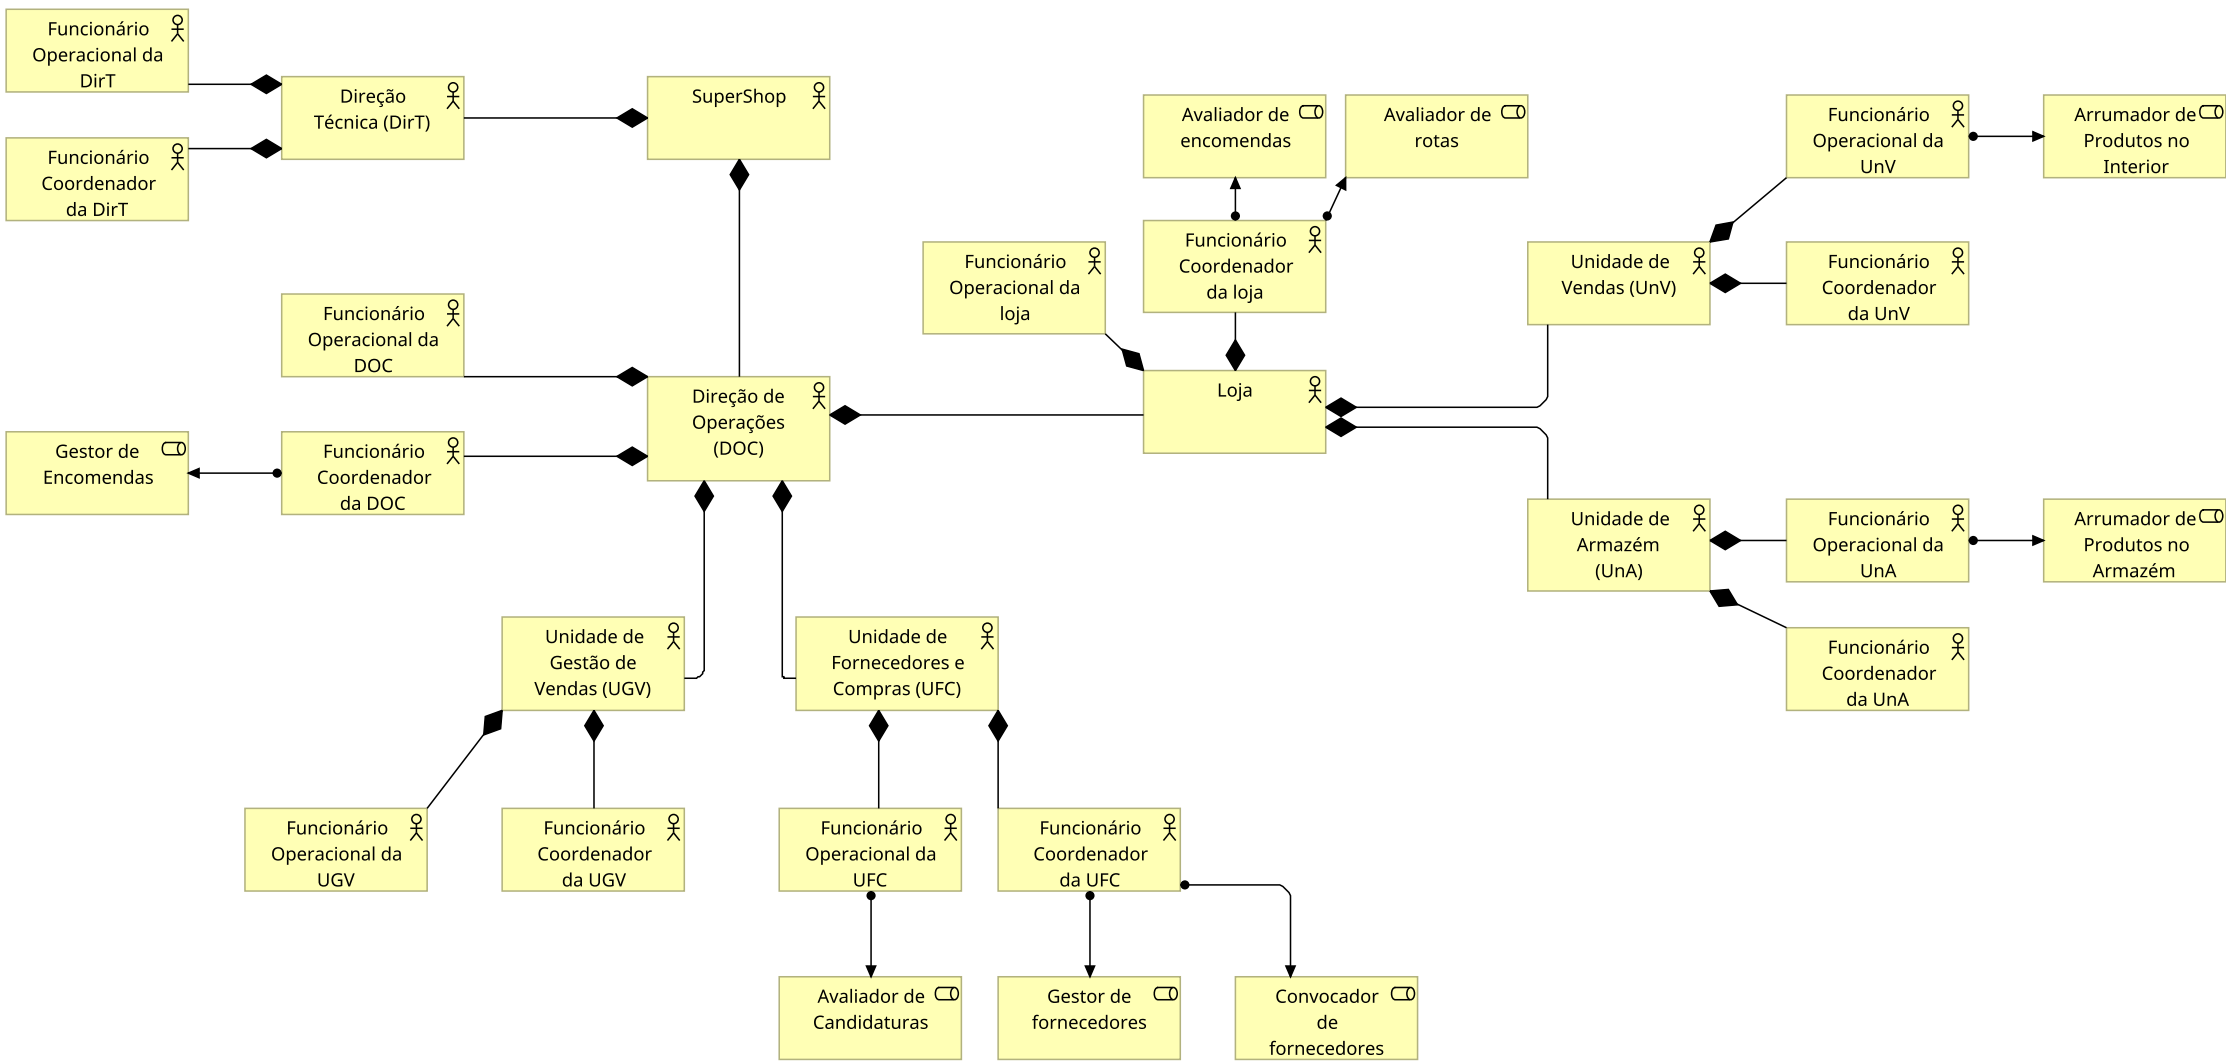 Funcionário
Operacional da
DirT
Direção
Técnica (DirT)
SuperShop
Funcionário
Coordenador
da DirT
Avaliador de
encomendas
Avaliador de
rotas
Funcionário
Operacional da
UnV
Arrumador de
Produtos no
Interior
Funcionário
Operacional da
loja
Funcionário
Coordenador
da loja
Unidade de
Vendas (UnV)
Funcionário
Coordenador
da UnV
Funcionário
Operacional da
DOC
Direção de
Operações
(DOC)
Loja
Gestor de
Encomendas
Funcionário
Coordenador
da DOC
Unidade de
Armazém
(UnA)
Funcionário
Operacional da
UnA
Arrumador de
Produtos no
Armazém
Unidade de
Gestão de
Vendas (UGV)
Unidade de
Fornecedores e
Compras (UFC)
Funcionário
Coordenador
da UnA
Funcionário
Operacional da
UGV
Funcionário
Coordenador
da UGV
Funcionário
Operacional da
UFC
Funcionário
Coordenador
da UFC
Avaliador de
Candidaturas
Gestor de
fornecedores
Convocador
de
fornecedores